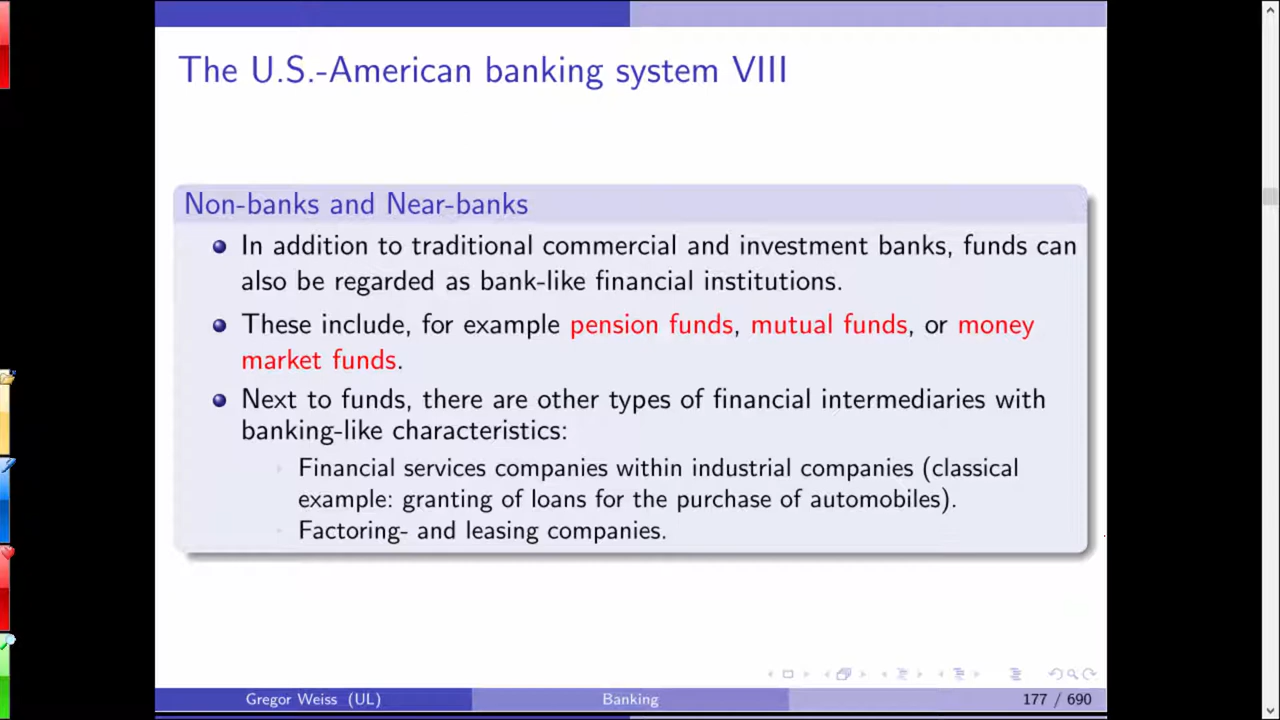 The U.S.-American banking system VIII
Non-banks and Near-banks
In addition to traditional commercial and investment banks, funds can
also be regarded as bank-like financial institutions.
These include, for example pension funds, mutual funds, or money
market funds.
Next to funds, there are other types of financial intermediaries with
banking-like characteristics:
Financial services companies within industrial companies (classical
example: granting of loans for the purchase of automobiles).
Factoring- and leasing companies.
Gregor Weiss (UL) Banking 177 / 690